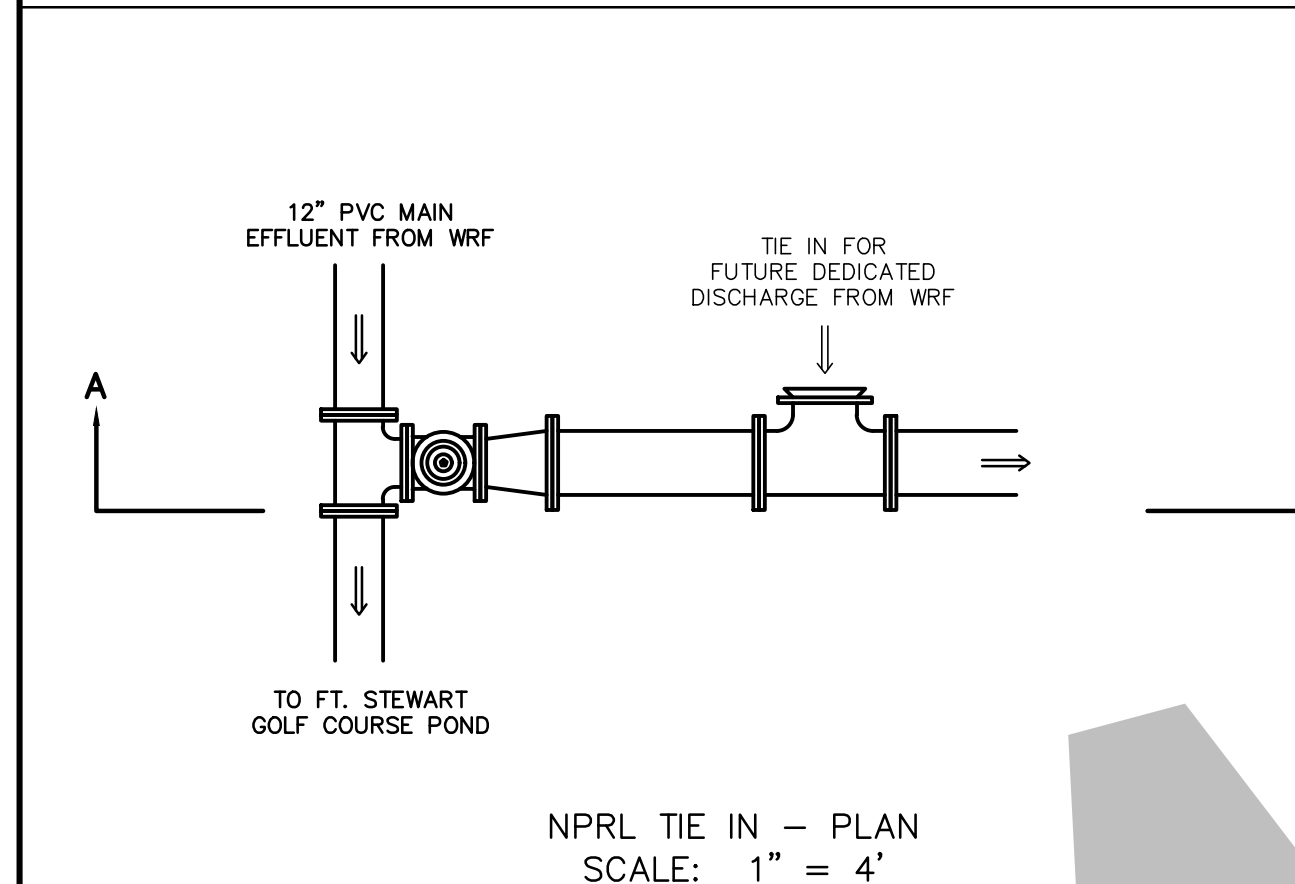 12” PVC MAIN
EFFLUENT FROM WRF
TIE IN FOR
FUTURE DEDICATED
DISCHARGE FROM WRF
A
TO FT. STEWART
GOLF COURSE POND
NPRL TIE IN – PLAN
SCALE: 1” = 4’